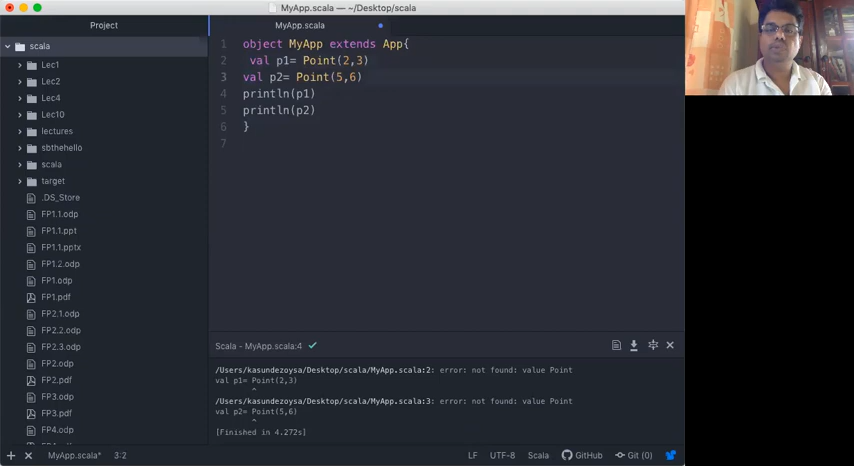 MyApp.scala — ~/Desktop/scala
Project
MyApp.scala
scala
Lec1
Lec2
Lec4
Lec10
lectures
sbthehello
scala
target
.DS_Store
FP1.1.odp
FP1.1.ppt
FP1.1.pptx
FP1.2.odp
FP1.odp
FP1.pdf
FP2.1.odp
FP2.2.odp
FP2.3.odp
FP2.odp
FP2.pdf
FP3.odp
FP3.pdf
FP4.odp
1 object MyApp extends App{
2 val p1= Point(2,3)
3 val p2= Point(5,6)
4 println(p1)
5 println(p2)
6 }
7
Scala - MyApp.scala:4
/Users/kasundezoysa/Desktop/scala/MyApp.scala:2: error: not found: value Point
val p1= Point(2,3)
^
/Users/kasundezoysa/Desktop/scala/MyApp.scala:3: error: not found: value Point
val p2= Point(5,6)
^
[Finished in 4.272s]
MyApp.scala* 3:2 LF UTF-8 Scala GitHub Git (0)